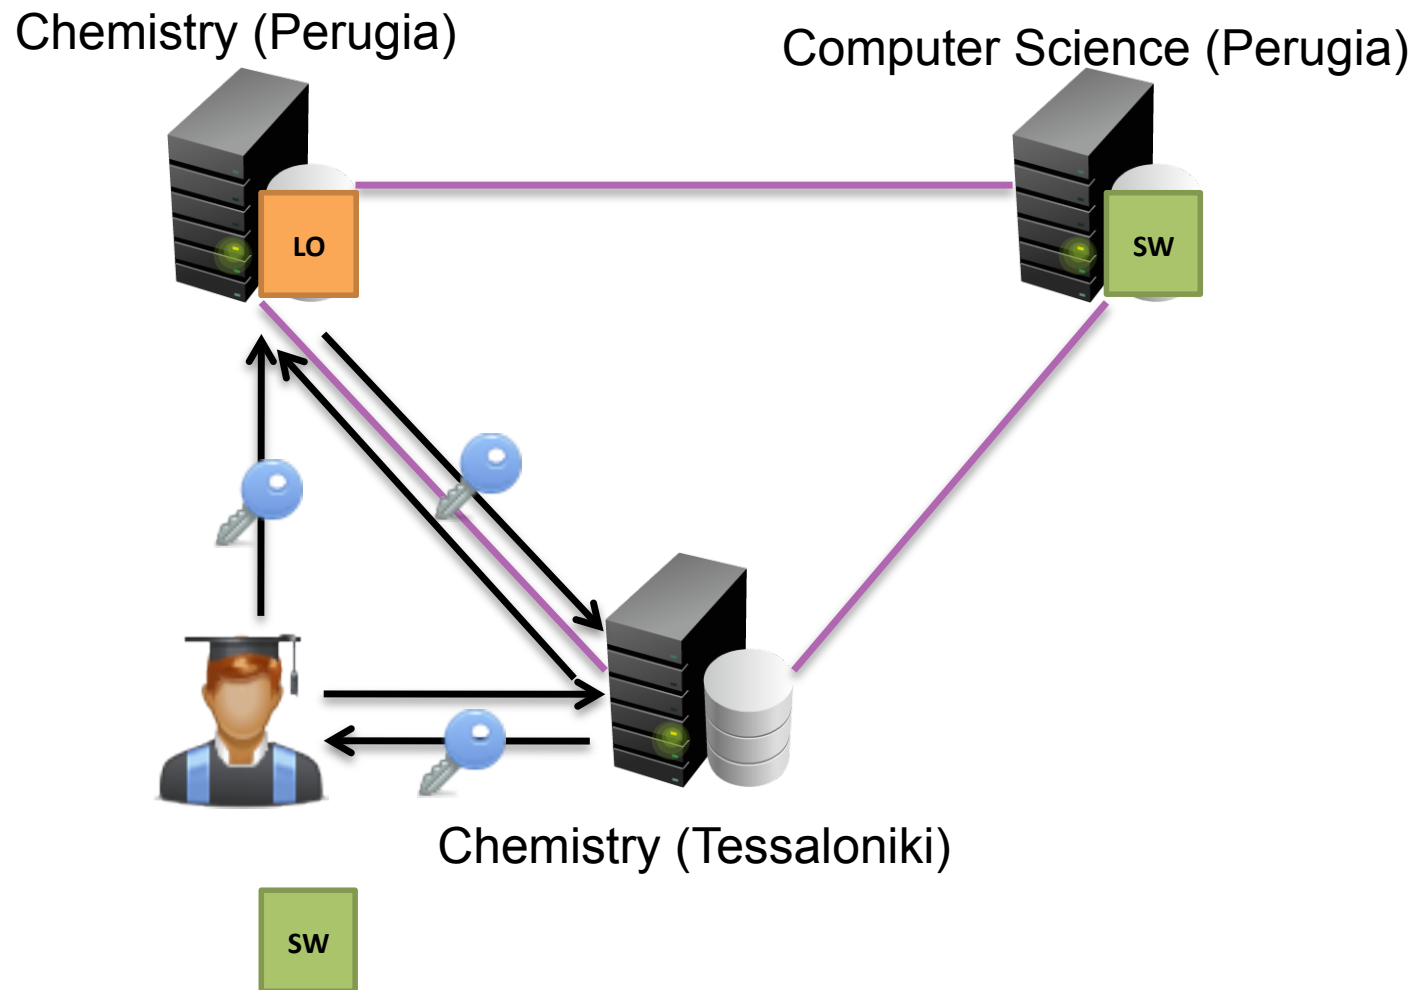 Chemistry (Perugia)
Computer Science (Perugia)
LO
SW
Chemistry (Tessaloniki)
SW